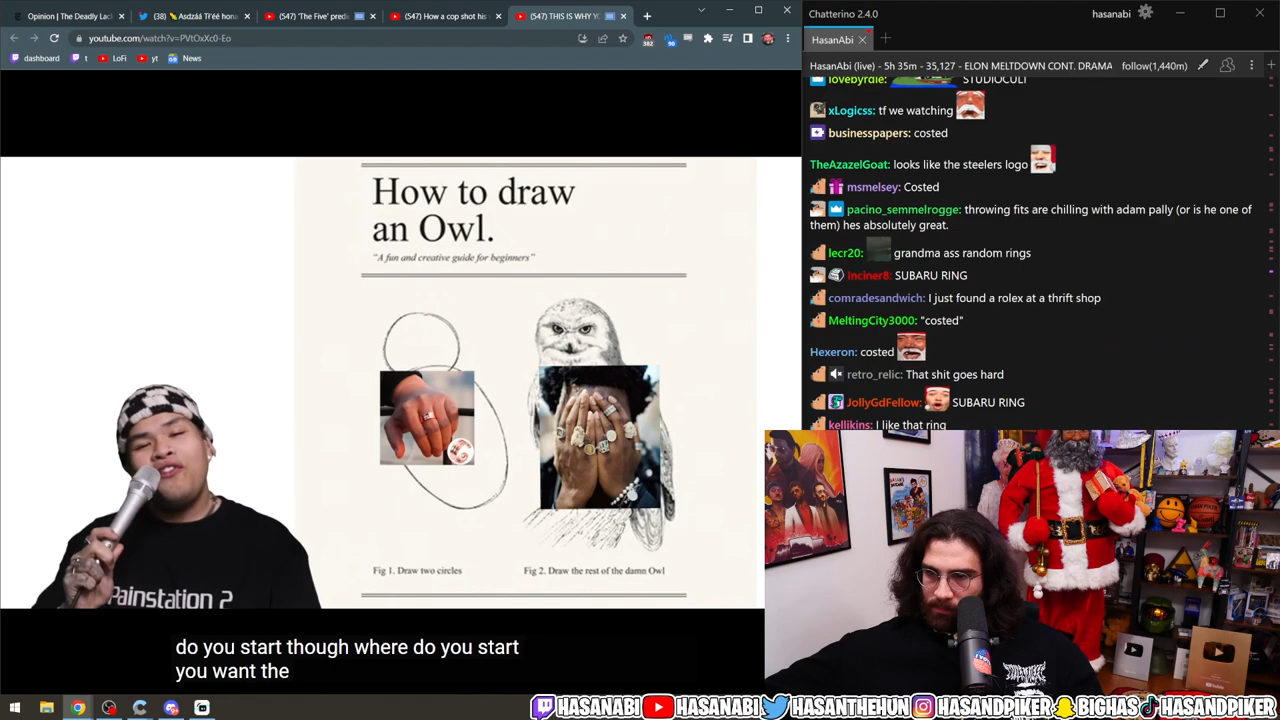 Opinion | The Deadly Lac
(38) 🪶 Asdzáá Tł'éé hona
(547) 'The Five' predi
(547) How a cop shot his
(547) THIS IS WHY Y
youtube.com/watch?v=PVtOxXc0-Eo
382
90
dashboard
t
LoFi
yt
News
Chatterino 2.4.0
hasanabi
HasanAbi
HasanAbi (live) - 5h 35m - 35,127 - ELON MELTDOWN CONT. DRAMA
follow(1,440m)
lovebyrdie: STUDIOCULT
xLogicss: tf we watching
businesspapers: costed
TheAzazelGoat: looks like the steelers logo
msmelsey: Costed
pacino_semmelrogge: throwing fits are chilling with adam pally (or is he one of
them) hes absolutely great.
lecr20: grandma ass random rings
Inciner8: SUBARU RING
comradesandwich: I just found a rolex at a thrift shop
MeltingCity3000: "costed"
Hexeron: costed
retro_relic: That shit goes hard
JollyGdFellow: SUBARU RING
kellikins: I like that ring
How to draw
an Owl.
"A fun and creative guide for beginners"
Fig 1. Draw two circles
Fig 2. Draw the rest of the damn Owl
Painstation 2
do you start though where do you start
you want the
HASANABI
HASANABI
HASANTHEHUN
HASANDPIKER
BIGHAS
HASANDPIKER